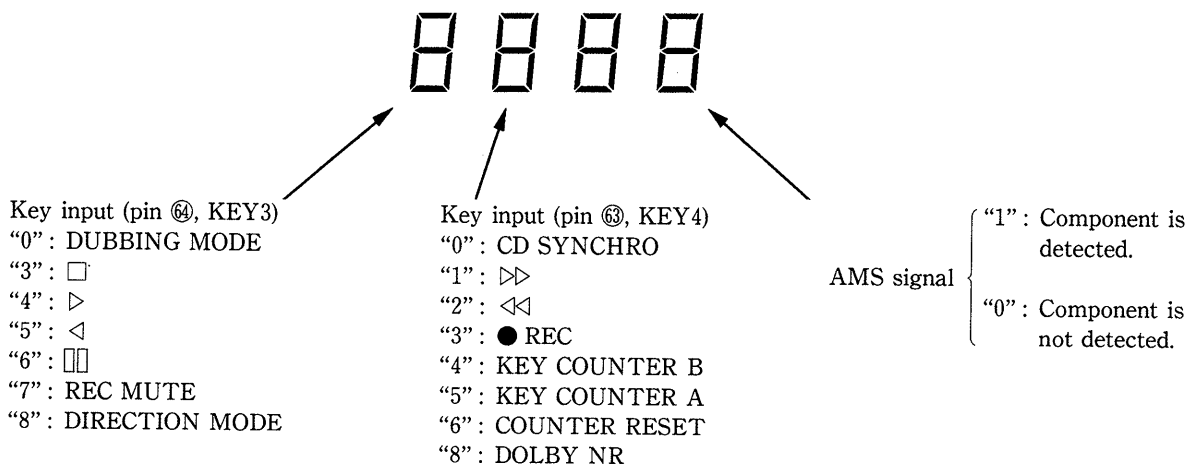 8 8 8 8
Key input (pin ㉔, KEY3)
“0” : DUBBING MODE
“3” : □
“4” : ▷
“5” : ◁
“6” : ▯▯
“7” : REC MUTE
“8” : DIRECTION MODE
Key input (pin ㉓, KEY4)
“0” : CD SYNCHRO
“1” : ▷▷
“2” : ◁◁
“3” : ● REC
“4” : KEY COUNTER B
“5” : KEY COUNTER A
“6” : COUNTER RESET
“8” : DOLBY NR
AMS signal
“1” : Component is
detected.
“0” : Component is
not detected.